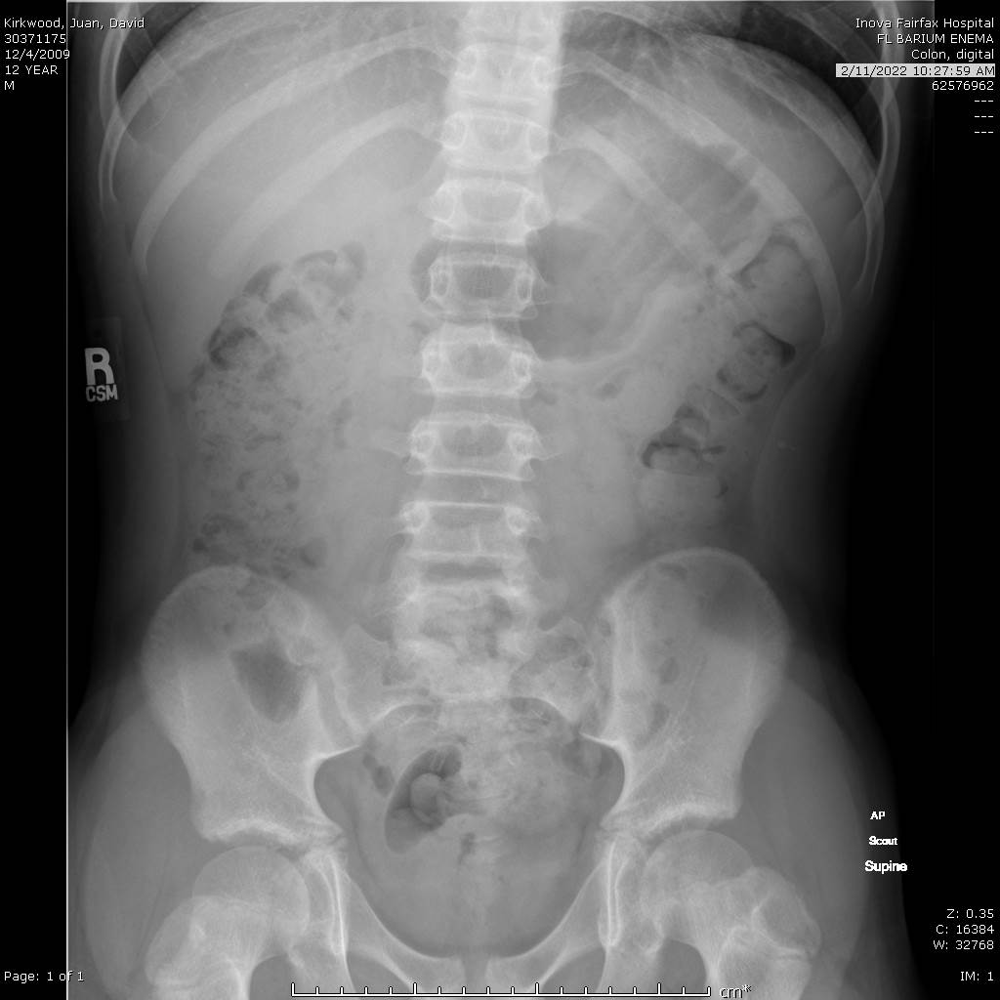 Kirkwood, Juan, David
30371175
12/4/2009
12 YEAR
M
Inova Fairfax Hospital
FL BARIUM ENEMA
Colon, digital
2/11/2022 10:27:59 AM
62576962
---
---
---
R
CSM
AP
Scout
Supine
Z: 0.35
C: 16384
W: 32768
Page: 1 of 1
IM: 1
cm*